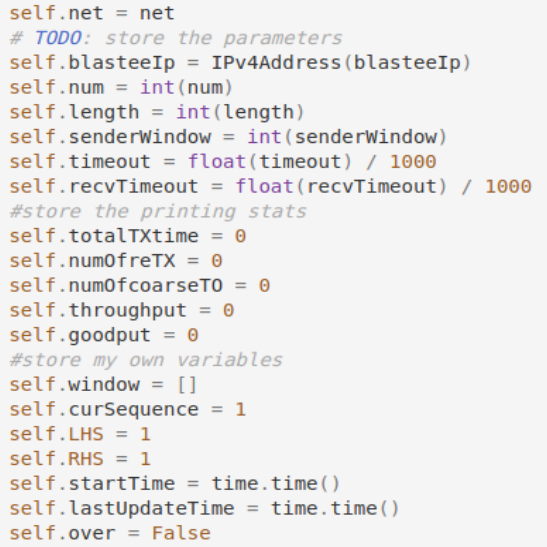 self.net = net
# TODO: store the parameters
self.blasteeIp = IPv4Address(blasteeIp)
self.num = int(num)
self.length = int(length)
self.senderWindow = int(senderWindow)
self.timeout = float(timeout) / 1000
self.recvTimeout = float(recvTimeout) / 1000
#store the printing stats
self.totalTXtime = 0
self.numOfreTX = 0
self.numOfcoarseTO = 0
self.throughput = 0
self.goodput = 0
#store my own variables
self.window = []
self.curSequence = 1
self.LHS = 1
self.RHS = 1
self.startTime = time.time()
self.lastUpdateTime = time.time()
self.over = False